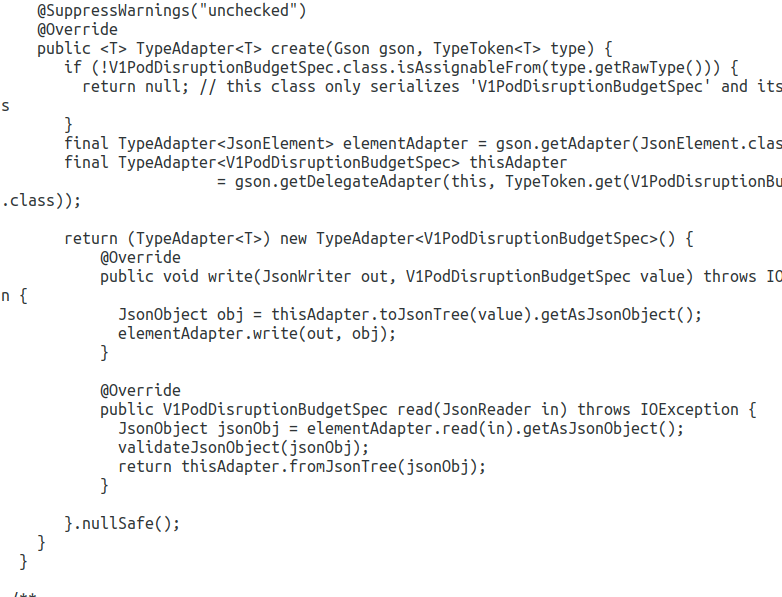 @SuppressWarnings("unchecked")
@Override
public <T> TypeAdapter<T> create(Gson gson, TypeToken<T> type) {
if (!V1PodDisruptionBudgetSpec.class.isAssignableFrom(type.getRawType())) {
return null; // this class only serializes 'V1PodDisruptionBudgetSpec' and its
s
}
final TypeAdapter<JsonElement> elementAdapter = gson.getAdapter(JsonElement.clas
final TypeAdapter<V1PodDisruptionBudgetSpec> thisAdapter
= gson.getDelegateAdapter(this, TypeToken.get(V1PodDisruptionBu
.class));
return (TypeAdapter<T>) new TypeAdapter<V1PodDisruptionBudgetSpec>() {
@Override
public void write(JsonWriter out, V1PodDisruptionBudgetSpec value) throws IO
n {
JsonObject obj = thisAdapter.toJsonTree(value).getAsJsonObject();
elementAdapter.write(out, obj);
}
@Override
public V1PodDisruptionBudgetSpec read(JsonReader in) throws IOException {
JsonObject jsonObj = elementAdapter.read(in).getAsJsonObject();
validateJsonObject(jsonObj);
return thisAdapter.fromJsonTree(jsonObj);
}
}.nullSafe();
}
}
/**